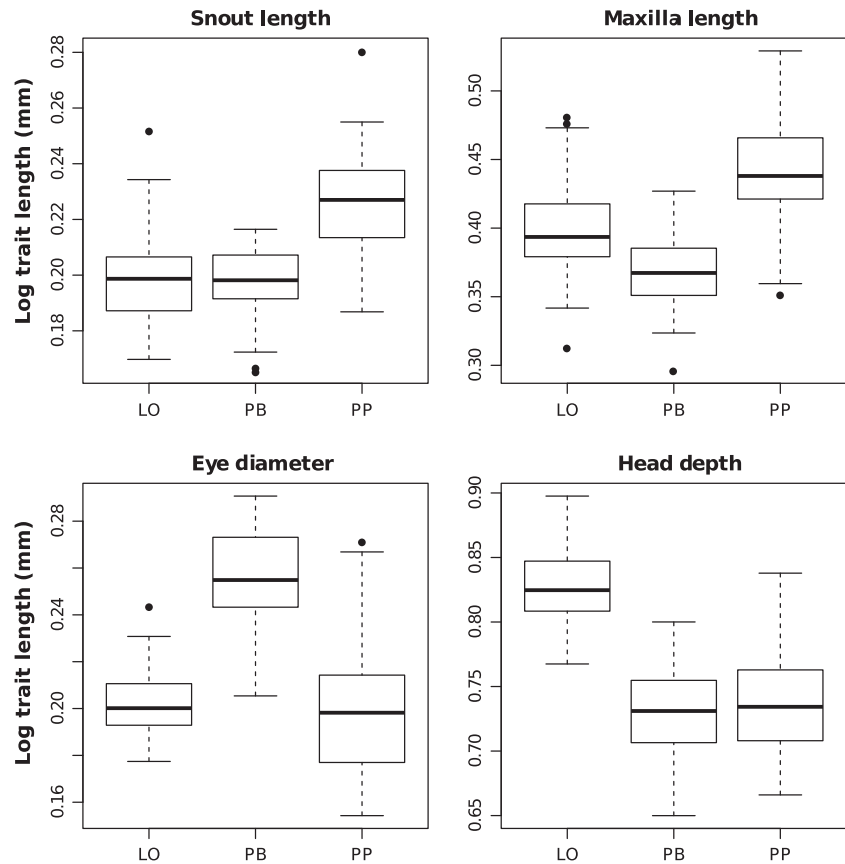 Snout length
Log trait length (mm)
0.28
0.26
0.24
0.22
0.20
0.18
LO PB PP
Maxilla length
0.50
0.45
0.40
0.35
0.30
LO PB PP
Eye diameter
Log trait length (mm)
0.28
0.24
0.20
0.16
LO PB PP
Head depth
0.90
0.85
0.80
0.75
0.70
0.65
LO PB PP